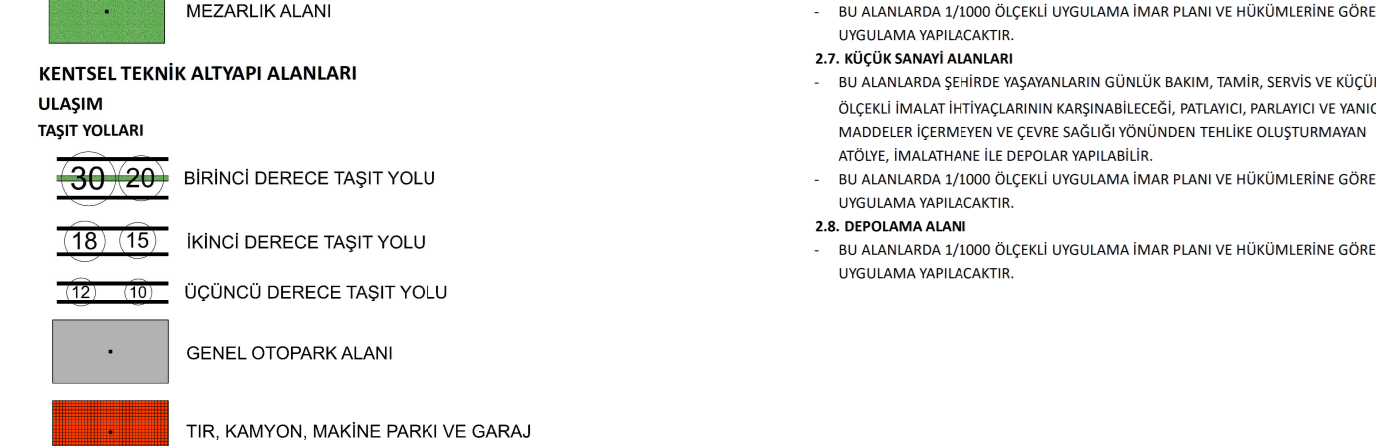 MEZARLIK ALANI
KENTSEL TEKNİK ALTYAPI ALANLARI
ULAŞIM
TAŞIT YOLLARI
30 20 BİRİNCİ DERECE TAŞIT YOLU
18 15 İKİNCİ DERECE TAŞIT YOLU
12 10 ÜÇÜNCÜ DERECE TAŞIT YOLU
GENEL OTOPARK ALANI
TIR, KAMYON, MAKİNE PARKI VE GARAJ
- BU ALANLARDA 1/1000 ÖLÇEKLİ UYGULAMA İMAR PLANI VE HÜKÜMLERİNE GÖRE
UYGULAMA YAPILACAKTIR.
2.7. KÜÇÜK SANAYİ ALANLARI
- BU ALANLARDA ŞEHİRDE YAŞAYANLARIN GÜNLÜK BAKIM, TAMİR, SERVİS VE
ÖLÇEKLİ İMALAT İHTİYAÇLARININ KARŞINABİLECEĞİ, PATLAYICI, PARLAYICI VE
MADDELER İÇERMEYEN VE ÇEVRE SAĞLIĞI YÖNÜNDEN TEHLİKE OLUŞTURMAYAN
ATÖLYE, İMALATHANE İLE DEPOLAR YAPILABİLİR.
- BU ALANLARDA 1/1000 ÖLÇEKLİ UYGULAMA İMAR PLANI VE HÜKÜMLERİNE GÖRE
UYGULAMA YAPILACAKTIR.
2.8. DEPOLAMA ALANI
- BU ALANLARDA 1/1000 ÖLÇEKLİ UYGULAMA İMAR PLANI VE HÜKÜMLERİNE GÖRE
UYGULAMA YAPILACAKTIR.